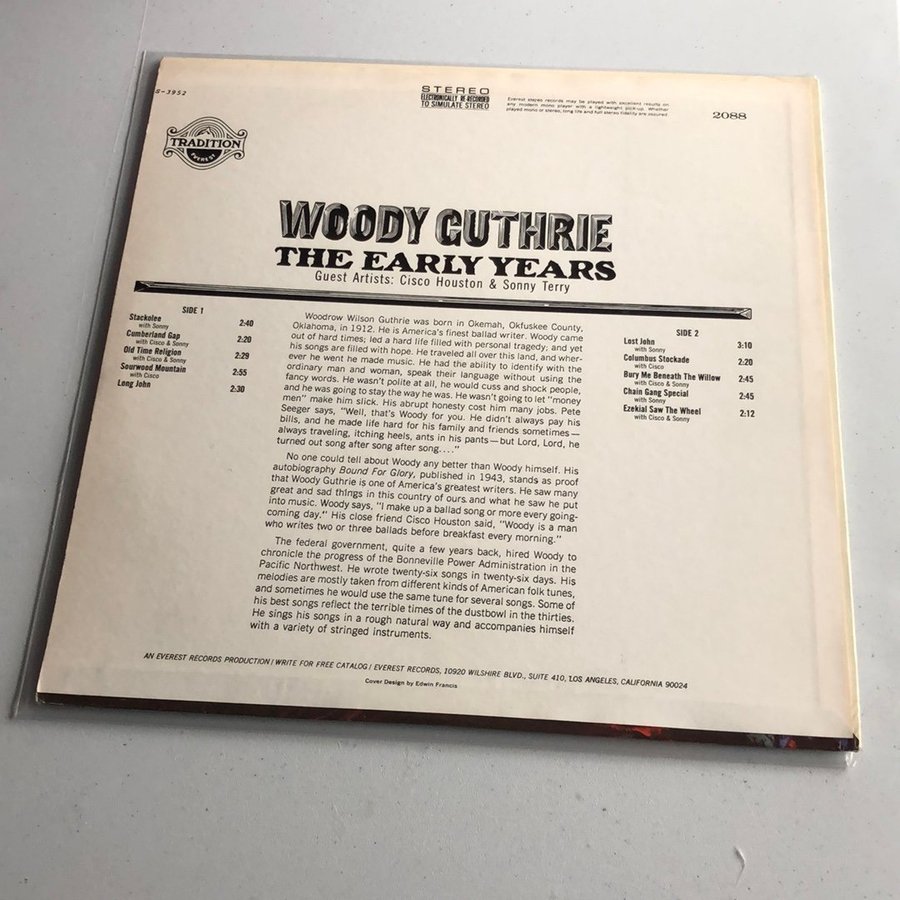 S-3952
STEREO
ELECTRONICALLY RE-RECORDED
TO SIMULATE STEREO
Everest stereo records may be played with excellent results on
any modern mono player with a lightweight pick-up. Whether
played mono or stereo, long life and full stereo fidelity are assured.
2088
TRADITION
EVEREST
WOODY GUTHRIE
THE EARLY YEARS
Guest Artists: Cisco Houston & Sonny Terry
SIDE 1
Stackolee 2:40
with Sonny
Cumberland Gap 2:20
with Cisco & Sonny
Old Time Religion 2:29
with Cisco & Sonny
Sourwood Mountain 2:55
with Cisco
Long John 2:30
Woodrow Wilson Guthrie was born in Okemah, Okfuskee County,
Oklahoma, in 1912. He is America's finest ballad writer. Woody came
out of hard times; led a hard life filled with personal tragedy; and yet
his songs are filled with hope. He traveled all over this land, and wher-
ever he went he made music. He had the ability to identify with the
ordinary man and woman, speak their language without using the
fancy words. He wasn't polite at all, he would cuss and shock people,
and he was going to stay the way he was. He wasn't going to let "money
men" make him slick. His abrupt honesty cost him many jobs. Pete
Seeger says, "Well, that's Woody for you. He didn't always pay his
bills, and he made life hard for his family and friends sometimes—
always traveling, itching heels, ants in his pants—but Lord, Lord, he
turned out song after song after song...."
No one could tell about Woody any better than Woody himself. His
autobiography Bound For Glory, published in 1943, stands as proof
that Woody Guthrie is one of America's greatest writers. He saw many
great and sad things in this country of ours and what he saw he put
into music. Woody says, "I make up a ballad song or more every going-
coming day." His close friend Cisco Houston said, "Woody is a man
who writes two or three ballads before breakfast every morning."
The federal government, quite a few years back, hired Woody to
chronicle the progress of the Bonneville Power Administration in the
Pacific Northwest. He wrote twenty-six songs in twenty-six days. His
melodies are mostly taken from different kinds of American folk tunes,
and sometimes he would use the same tune for several songs. Some of
his best songs reflect the terrible times of the dustbowl in the thirties.
He sings his songs in a rough natural way and accompanies himself
with a variety of stringed instruments.
SIDE 2
Lost John 3:10
with Sonny
Columbus Stockade 2:20
with Cisco
Bury Me Beneath The Willow 2:45
with Cisco & Sonny
Chain Gang Special 2:45
with Sonny
Ezekial Saw The Wheel 2:12
with Cisco & Sonny
AN EVEREST RECORDS PRODUCTION / WRITE FOR FREE CATALOG / EVEREST RECORDS, 10920 WILSHIRE BLVD., SUITE 410, LOS ANGELES, CALIFORNIA 90024
Cover Design by Edwin Francis